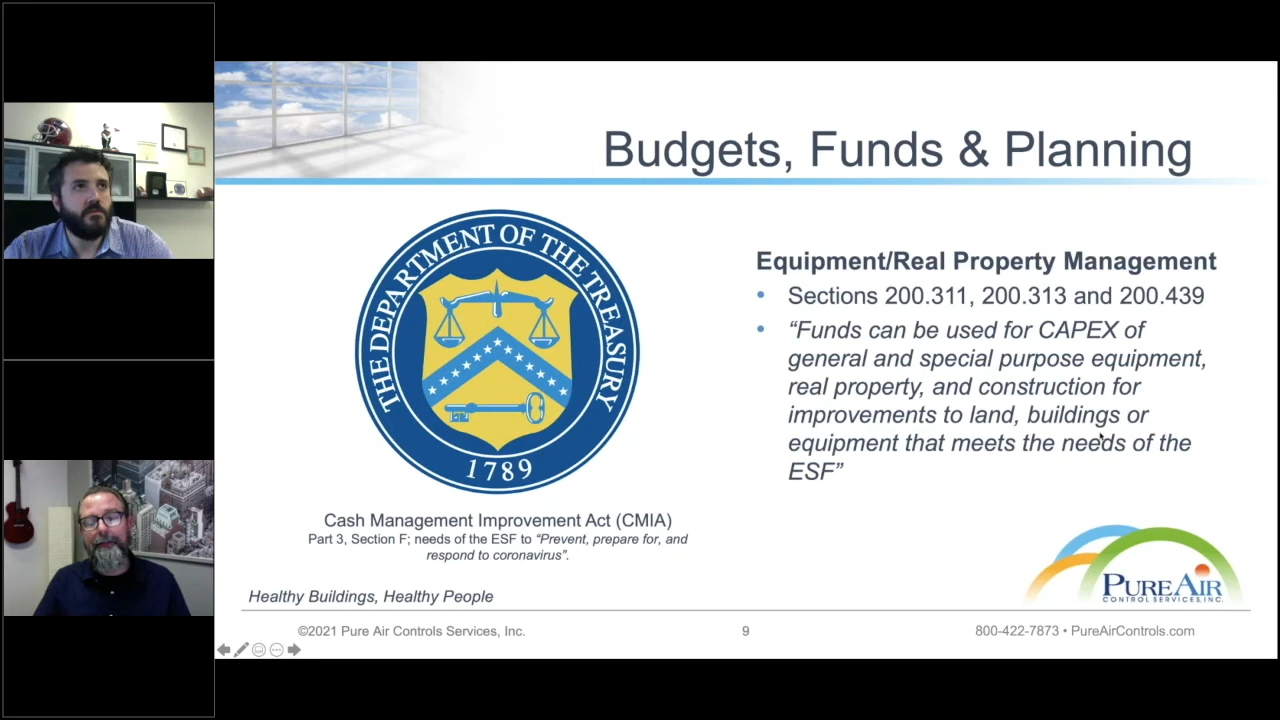 Budgets, Funds & Planning
THE DEPARTMENT OF THE TREASURY
1789
Cash Management Improvement Act (CMIA)
Part 3, Section F; needs of the ESF to “Prevent, prepare for, and
respond to coronavirus”.
Equipment/Real Property Management
• Sections 200.311, 200.313 and 200.439
• “Funds can be used for CAPEX of
general and special purpose equipment,
real property, and construction for
improvements to land, buildings or
equipment that meets the needs of the
ESF”
PURE AIR
CONTROL SERVICES, INC.
Healthy Buildings, Healthy People
©2021 Pure Air Controls Services, Inc.
9
800-422-7873 • PureAirControls.com